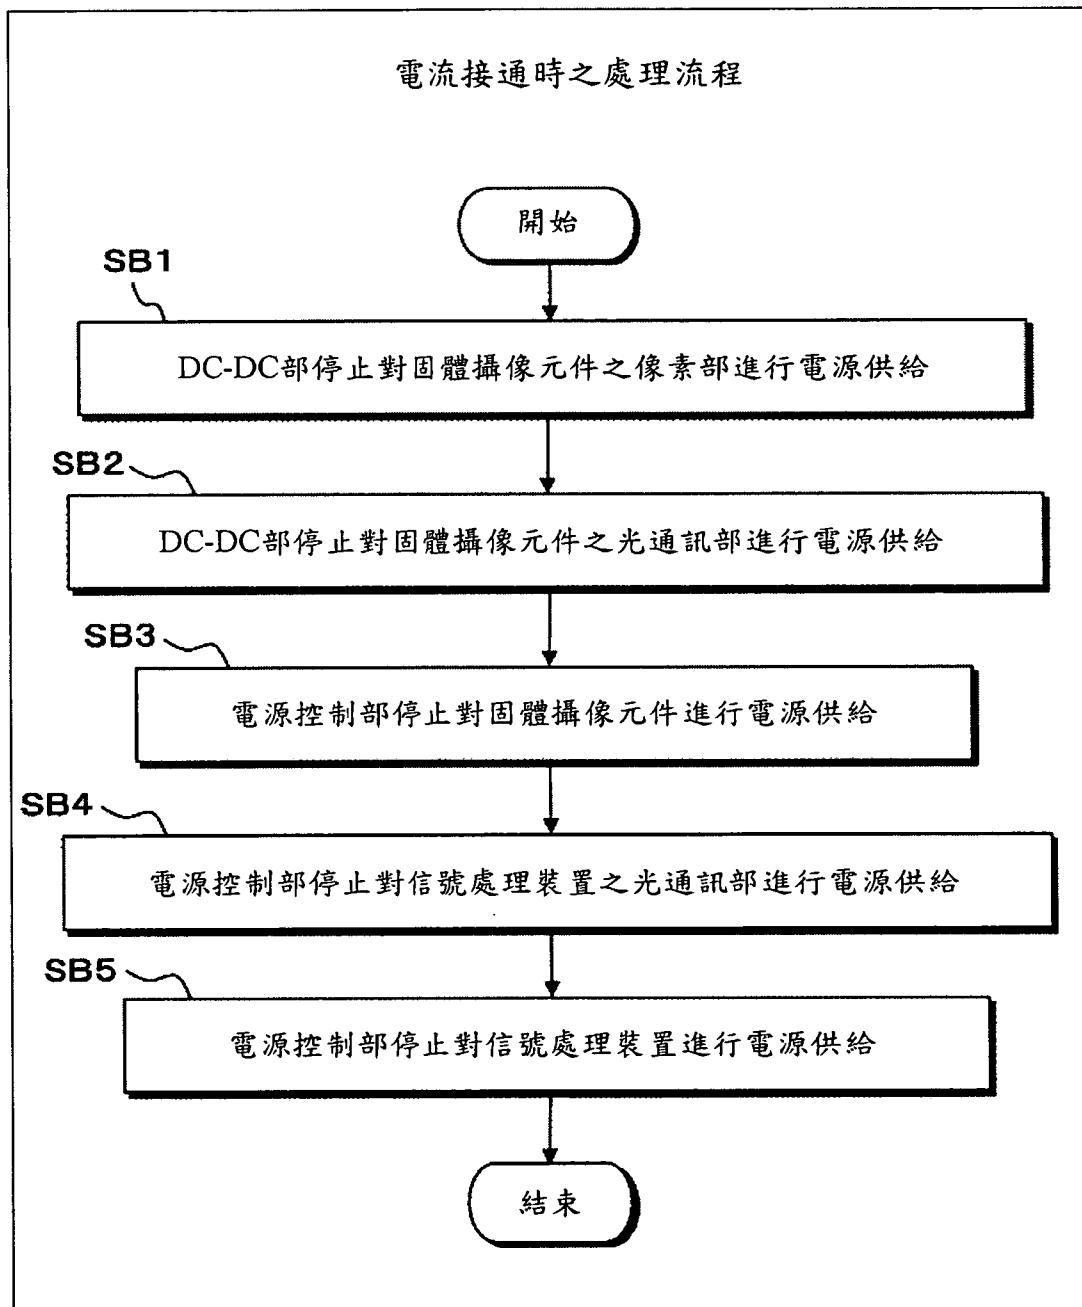 電流接通時之處理流程
開始
SB1
DC-DC部停止對固體攝像元件之像素部進行電源供給
SB2
DC-DC部停止對固體攝像元件之光通訊部進行電源供給
SB3
電源控制部停止對固體攝像元件進行電源供給
SB4
電源控制部停止對信號處理裝置之光通訊部進行電源供給
SB5
電源控制部停止對信號處理裝置進行電源供給
結束